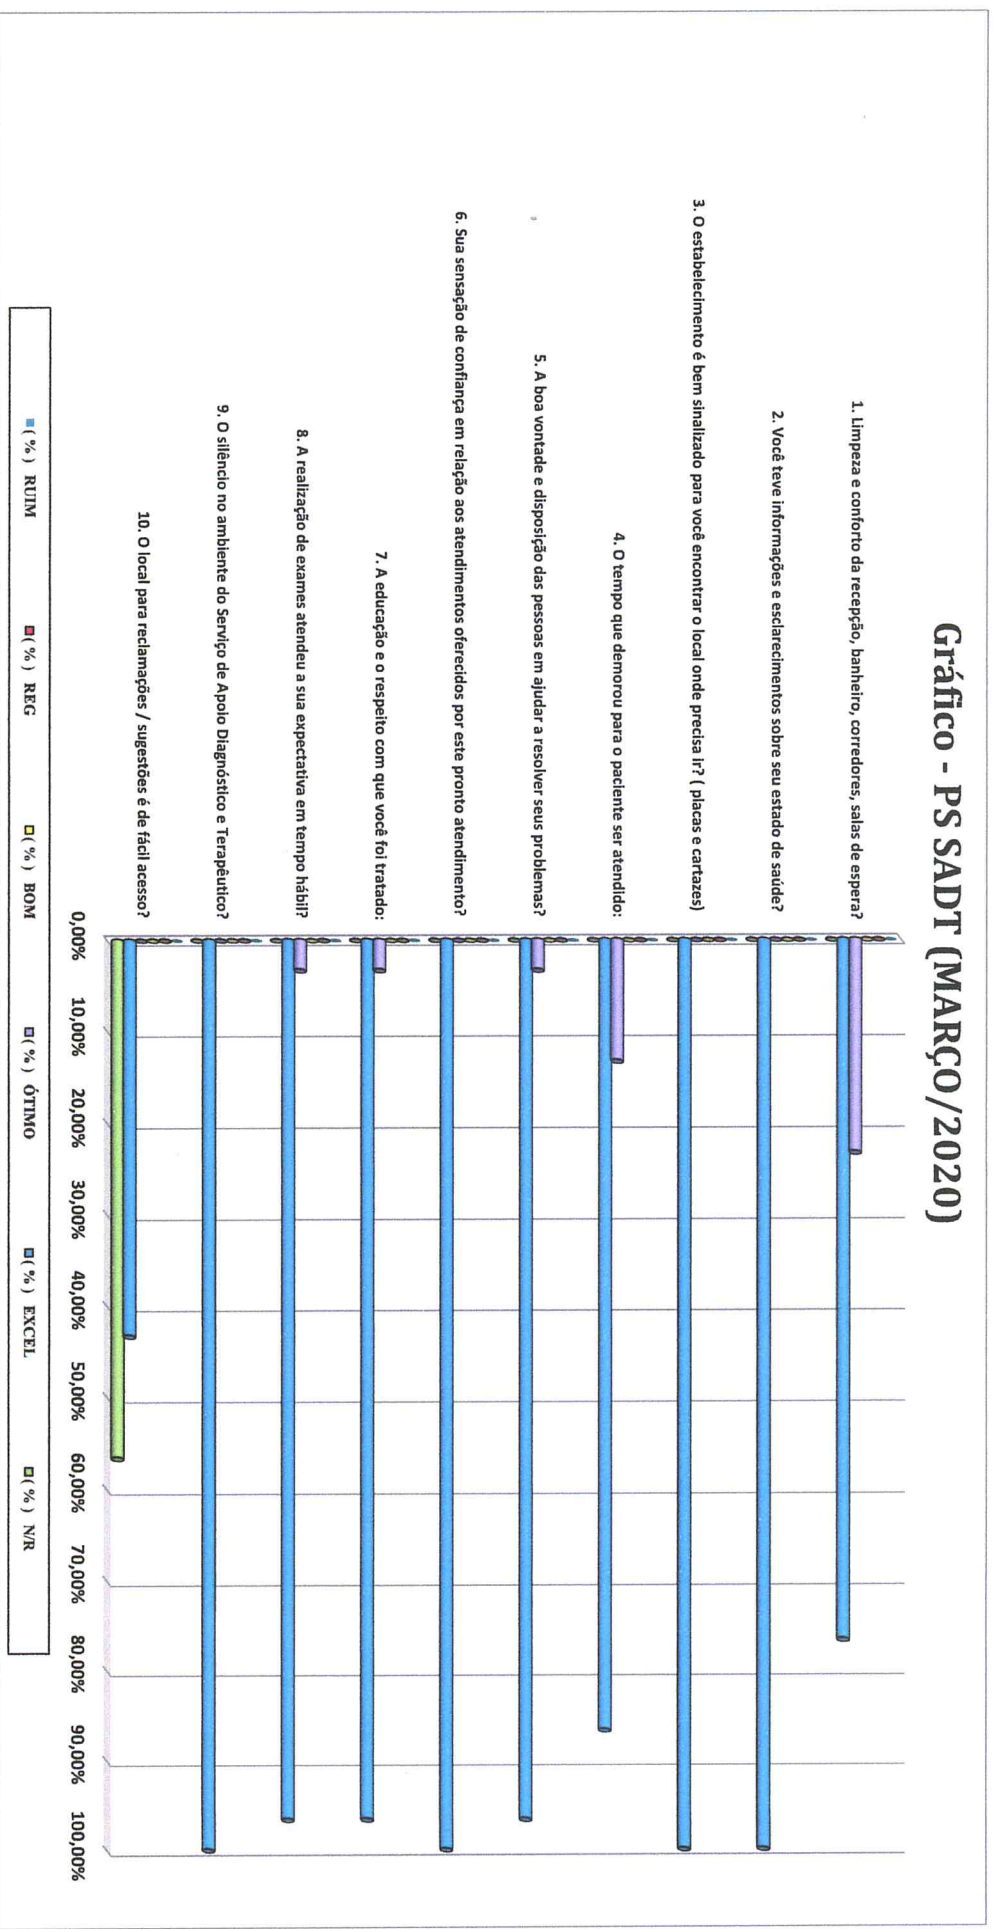 Gráfico - PS SADT (MARÇO/2020)
1. Limpeza e conforto da recepção, banheiro, corredores, salas de espera?
2. Você teve informações e esclarecimentos sobre seu estado de saúde?
3. O estabelecimento é bem sinalizado para você encontrar o local onde precisa ir? ( placas e cartazes)
4. O tempo que demorou para o paciente ser atendido:
5. A boa vontade e disposição das pessoas em ajudar a resolver seus problemas?
6. Sua sensação de confiança em relação aos atendimentos oferecidos por este pronto atendimento?
7. A educação e o respeito com que você foi tratado:
8. A realização de exames atendeu a sua expectativa em tempo hábil?
9. O silêncio no ambiente do Serviço de Apoio Diagnóstico e Terapêutico?
10. O local para reclamações / sugestões é de fácil acesso?
0,00% 10,00% 20,00% 30,00% 40,00% 50,00% 60,00% 70,00% 80,00% 90,00% 100,00%
( % ) RUIM ( % ) REG ( % ) BOM ( % ) ÓTIMO ( % ) EXCEL ( % ) N/R